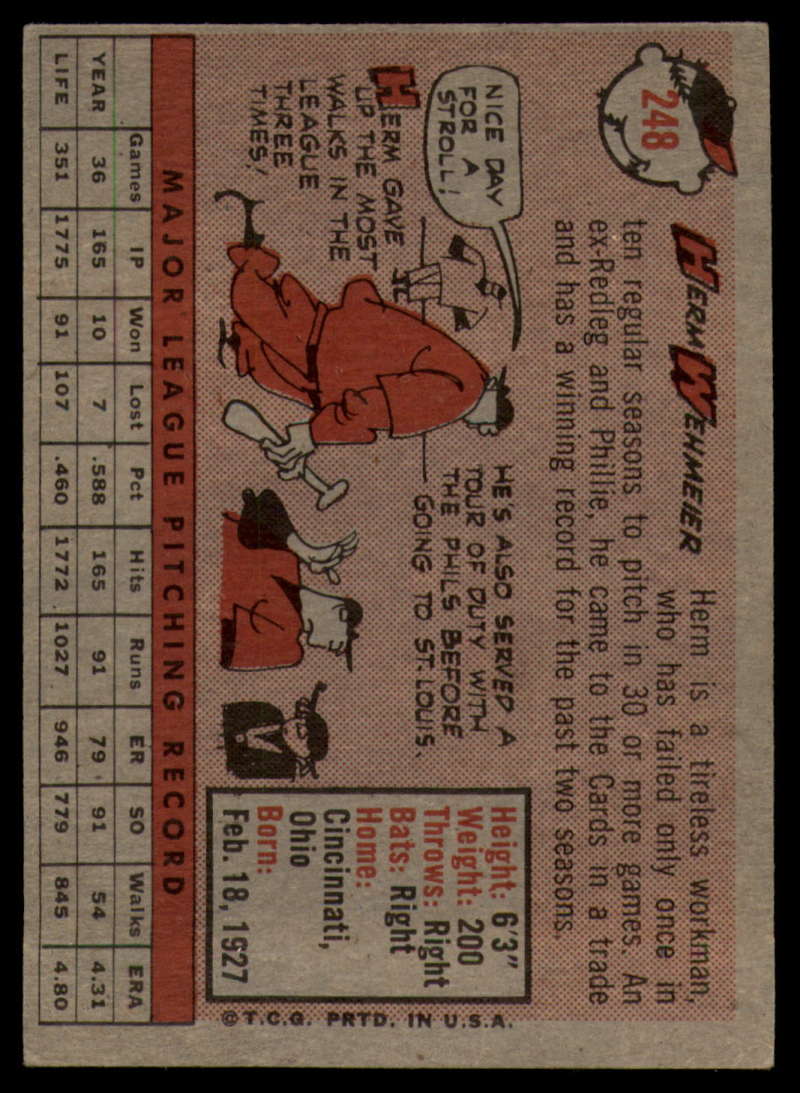 248
HERM WEHMEIER
Herm is a tireless workman,
who has failed only once in
ten regular seasons to pitch in 30 or more games. An
ex-Redleg and Phillie, he came to the Cards in a trade
and has a winning record for the past two seasons.
NICE DAY
FOR A
STROLL!
HERM GAVE
UP THE MOST
WALKS IN THE
LEAGUE
THREE
TIMES!
HE'S ALSO SERVED A
TOUR OF DUTY WITH
THE PHILS BEFORE
GOING TO ST. LOUIS.
Height: 6'3"
Weight: 200
Throws: Right
Bats: Right
Home:
Cincinnati,
Ohio
Born:
Feb. 18, 1927
©T.C.G. PRTD. IN U.S.A.
MAJOR LEAGUE PITCHING RECORD
Games IP Won Lost Pct Hits Runs ER SO Walks ERA
YEAR 36 165 10 7 .588 165 91 79 91 54 4.31
LIFE 351 1775 91 107 .460 1772 1027 946 779 845 4.80